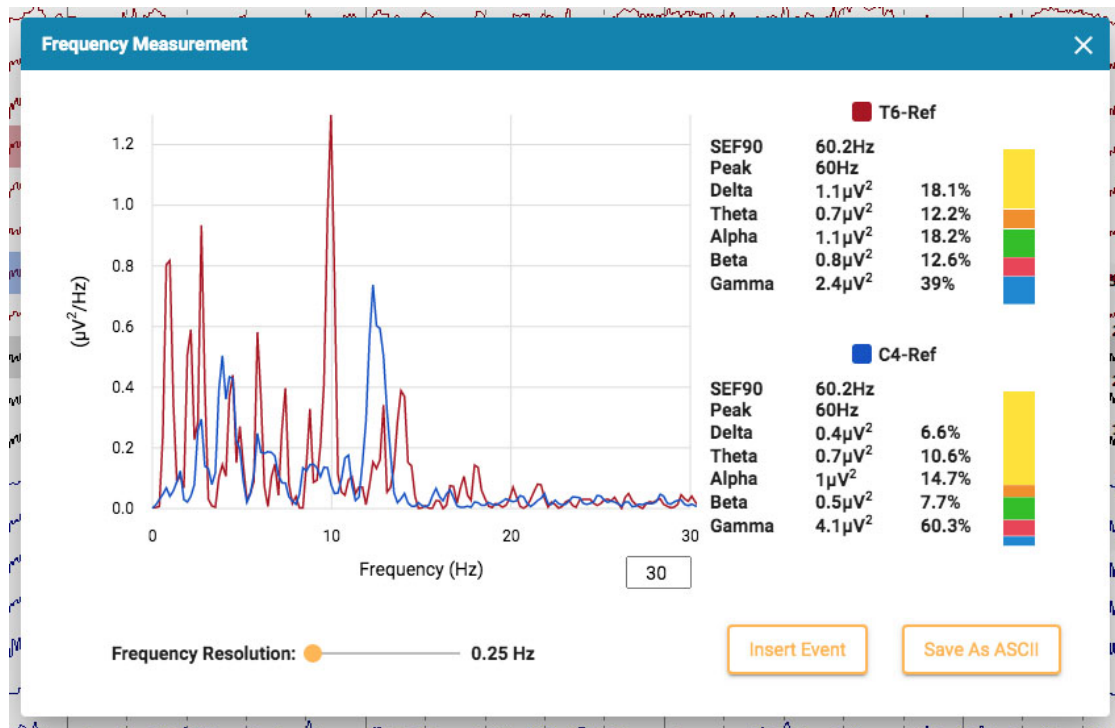 Frequency Measurement
1.2
1.0
0.8
0.6
0.4
0.2
0.0
(µV²/Hz)
0 10 20 30
Frequency (Hz)
30
T6-Ref
SEF90 60.2Hz
Peak 60Hz
Delta 1.1µV² 18.1%
Theta 0.7µV² 12.2%
Alpha 1.1µV² 18.2%
Beta 0.8µV² 12.6%
Gamma 2.4µV² 39%
C4-Ref
SEF90 60.2Hz
Peak 60Hz
Delta 0.4µV² 6.6%
Theta 0.7µV² 10.6%
Alpha 1µV² 14.7%
Beta 0.5µV² 7.7%
Gamma 4.1µV² 60.3%
Frequency Resolution: 0.25 Hz
Insert Event
Save As ASCII